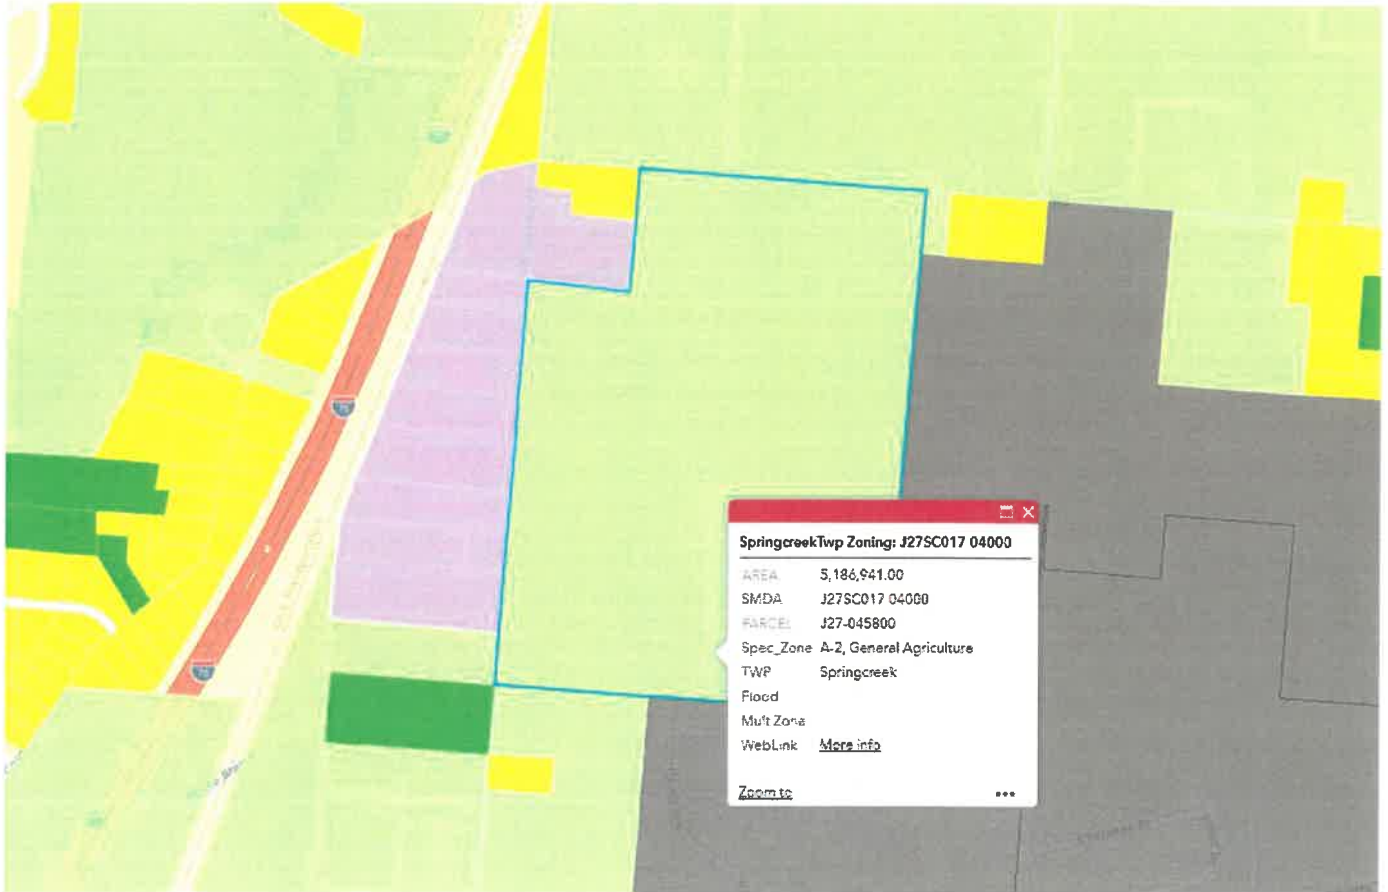 75
SpringcreekTwp Zoning: J27SC017 04000
AREA 5,186,941.00
SMDA J27SC017 04000
PARCEL J27-045800
Spec_Zone A-2, General Agriculture
TWP Springcreek
Flood
Mult Zone
WebLink More info
75
Zoom to